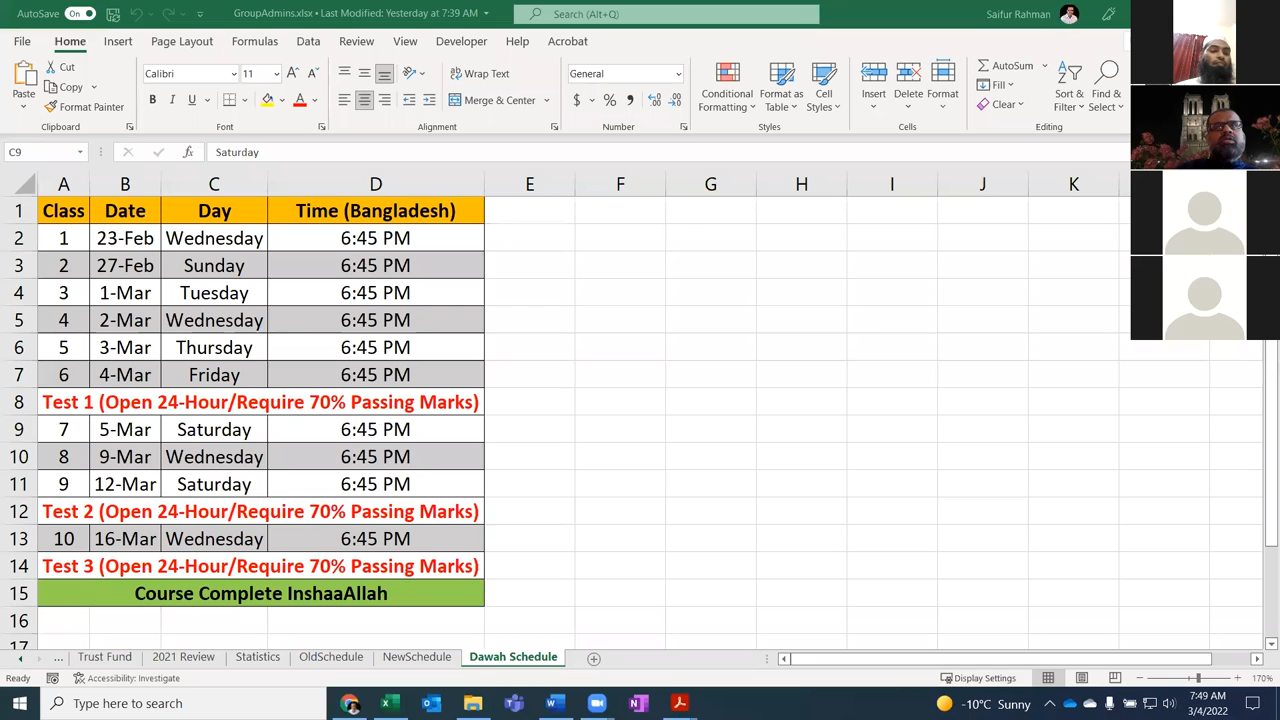 AutoSave On GroupAdmins.xlsx • Last Modified: Yesterday at 7:39 AM Search (Alt+Q) Saifur Rahman
File Home Insert Page Layout Formulas Data Review View Developer Help Acrobat
Paste Cut Copy Format Painter Clipboard
Calibri 11 B I U A Font
Wrap Text Merge & Center Alignment
General $ % , Number
Conditional Formatting Format as Table Cell Styles Styles
Insert Delete Format Cells
AutoSum Fill Clear Sort & Filter Find & Select Editing
C9 fx Saturday
A B C D E F G H I J K
1 Class Date Day Time (Bangladesh)
2 1 23-Feb Wednesday 6:45 PM
3 2 27-Feb Sunday 6:45 PM
4 3 1-Mar Tuesday 6:45 PM
5 4 2-Mar Wednesday 6:45 PM
6 5 3-Mar Thursday 6:45 PM
7 6 4-Mar Friday 6:45 PM
8 Test 1 (Open 24-Hour/Require 70% Passing Marks)
9 7 5-Mar Saturday 6:45 PM
10 8 9-Mar Wednesday 6:45 PM
11 9 12-Mar Saturday 6:45 PM
12 Test 2 (Open 24-Hour/Require 70% Passing Marks)
13 10 16-Mar Wednesday 6:45 PM
14 Test 3 (Open 24-Hour/Require 70% Passing Marks)
15 Course Complete InshaaAllah
16
17
... Trust Fund 2021 Review Statistics OldSchedule NewSchedule Dawah Schedule
Ready Accessibility: Investigate Display Settings 170%
Type here to search -10°C Sunny 7:49 AM
3/4/2022